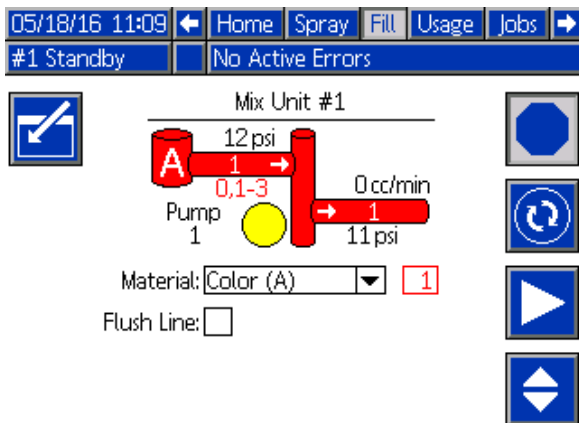 05/18/16 11:09 Home Spray Fill Usage Jobs
#1 Standby No Active Errors
Mix Unit #1
12 psi
A 1
0,1-3
0 cc/min
Pump
1
1
11 psi
Material: Color (A) 1
Flush Line: